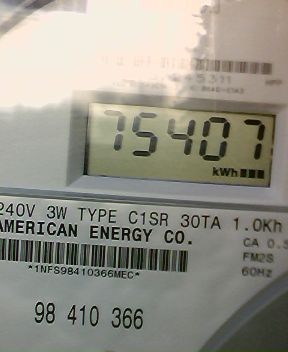 75407
kWh
240V 3W TYPE C1SR 30TA 1.0Kh
AMERICAN ENERGY CO.
CA 0.5
*1NFS98410366MEC*
FM2S
60Hz
98 410 366